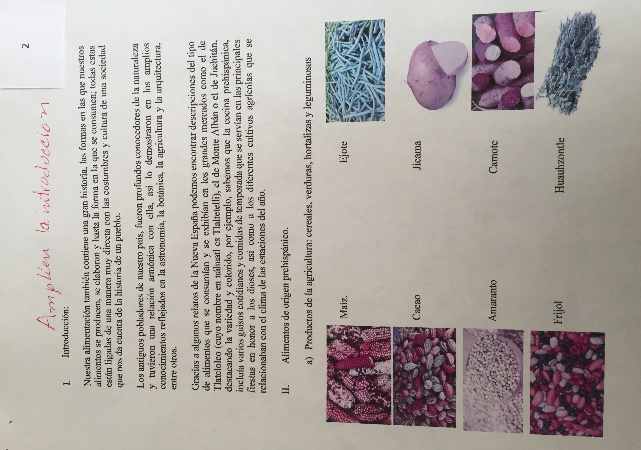 2
Amplíen la introducción
I. Introducción:
Nuestra alimentación también contiene una gran historia, las formas en las que nuestros
alimentos se producen, se elaboran y hasta la forma en la que se consumen; todas estas
están ligadas de una manera muy directa con las costumbres y cultura de una sociedad
que nos da cuenta de la historia de un pueblo.
Los antiguos pobladores de nuestro país, fueron profundos conocedores de la naturaleza
y tuvieron una relación armónica con ella, así lo demostraron en los amplios
conocimientos reflejados en la astronomía, la botánica, la agricultura y la arquitectura,
entre otros.
Gracias a algunos relatos de la Nueva España podemos encontrar descripciones del tipo
de alimentos que se consumían y se exhibían en los grandes mercados como el de
Tlatelolco (cuyo nombre en náhuatl es Tlaltelelli), el de Monte Albán o el de Juchitán,
destacando la variedad y colorido, por ejemplo, sabemos que la cocina prehispánica,
incluía varios guisos cotidianos y comidas de temporada que se servían en las principales
fiestas en honor a los dioses, así como a los diferentes cultivos agrícolas que se
relacionaban con el clima de las estaciones del año.
II. Alimentos de origen prehispánico.
a) Productos de la agricultura: cereales, verduras, hortalizas y leguminosas
Maíz. Ejote
Cacao Jícama
Amaranto Camote
Frijol Huauhzontle